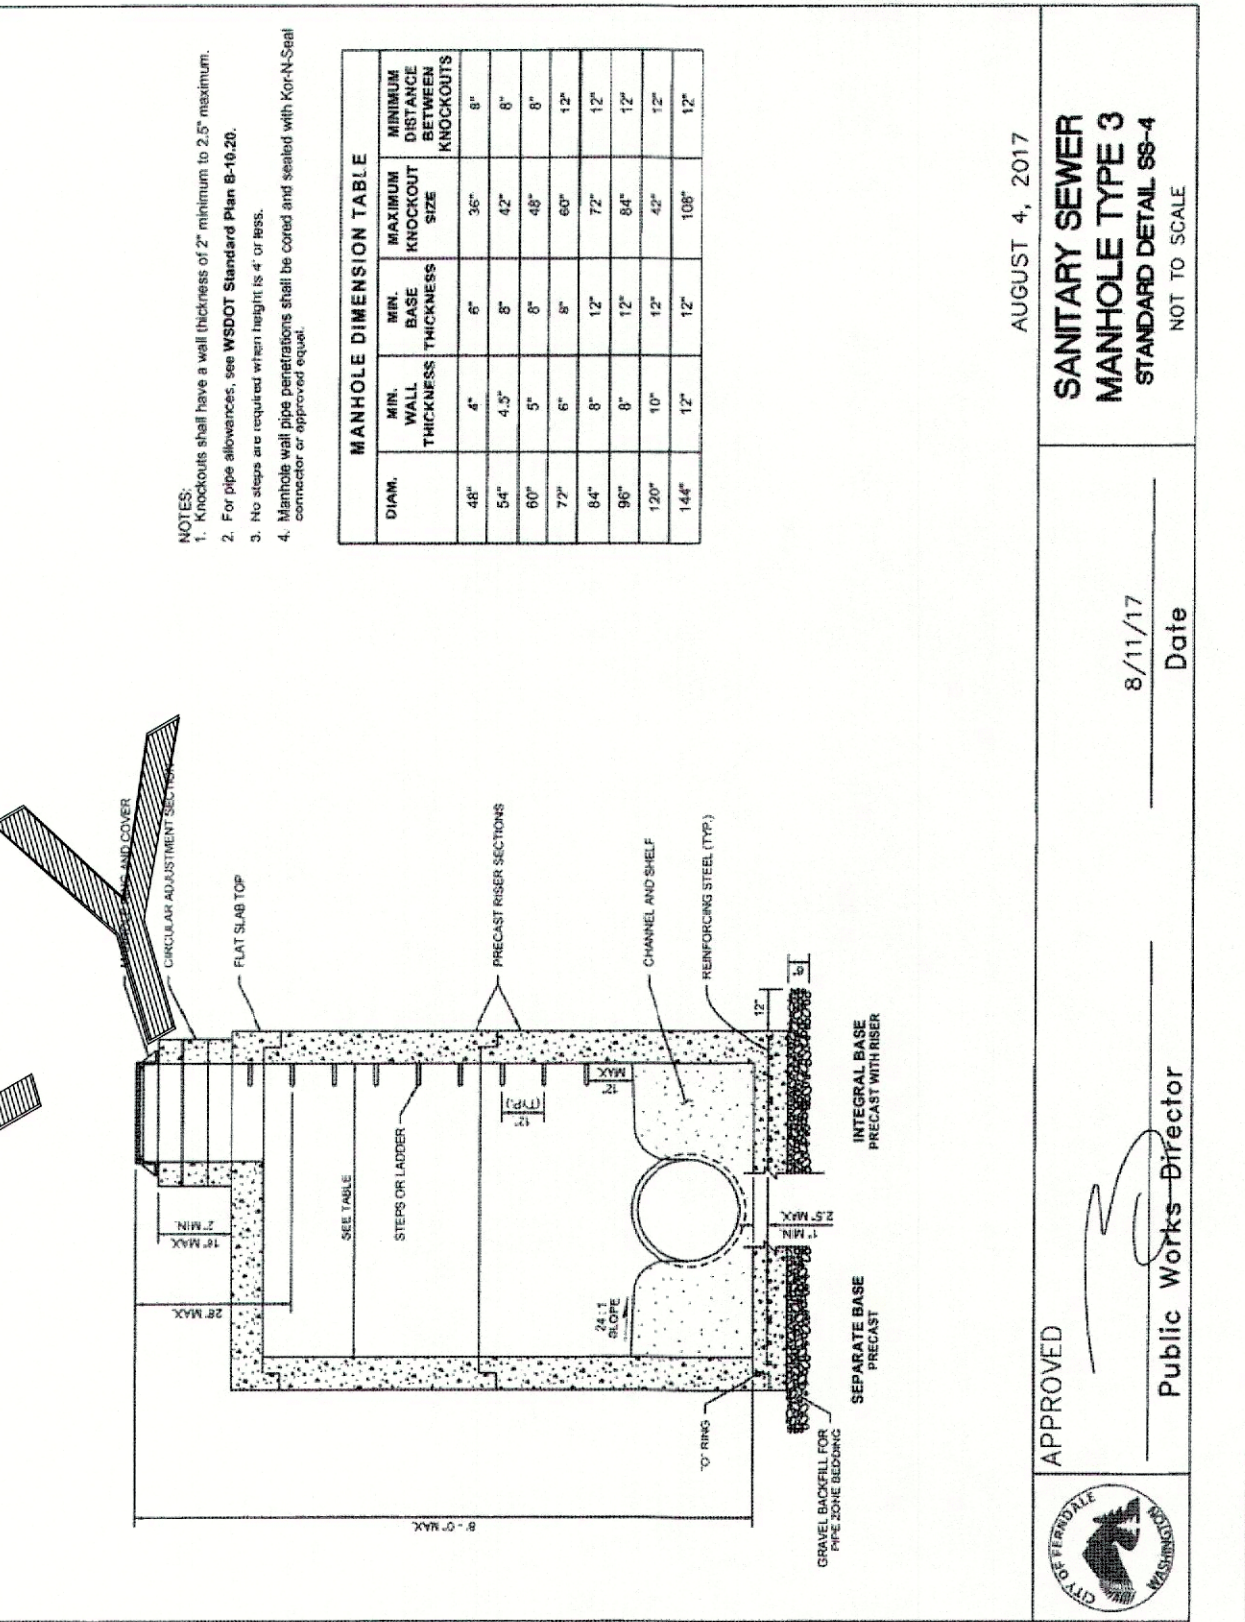 NOTES:
1. Knockouts shall have a wall thickness of 2" minimum to 2.5" maximum.
2. For pipe allowances, see WSDOT Standard Plan B-10.20.
3. No steps are required when height is 4' or less.
4. Manhole wall pipe penetrations shall be cored and sealed with Kor-N-Seal
connector or approved equal.
MANHOLE DIMENSION TABLE
DIAM. MIN. WALL THICKNESS MIN. BASE THICKNESS MAXIMUM KNOCKOUT SIZE MINIMUM DISTANCE BETWEEN KNOCKOUTS
48" 4" 6" 36" 8"
54" 4.5" 8" 42" 8"
60" 5" 8" 48" 8"
72" 6" 8" 60" 12"
84" 8" 12" 72" 12"
96" 8" 12" 84" 12"
120" 10" 12" 42" 12"
144" 12" 12" 108" 12"
RING AND COVER
CIRCULAR ADJUSTMENT SECTION
FLAT SLAB TOP
PRECAST RISER SECTIONS
CHANNEL AND SHELF
REINFORCING STEEL (TYP.)
8' - 0" MAX.
28" MAX.
16" MAX.
2" MIN.
SEE TABLE
STEPS OR LADDER
12"
(TYP.)
12"
MAX
24 : 1
SLOPE
1" MIN.
2.5" MAX.
12"
6"
"O" RING
GRAVEL BACKFILL FOR
PIPE ZONE BEDDING
SEPARATE BASE
PRECAST
INTEGRAL BASE
PRECAST WITH RISER
AUGUST 4, 2017
CITY OF FERNDALE
WASHINGTON
APPROVED
Public Works Director
8/11/17
Date
SANITARY SEWER
MANHOLE TYPE 3
STANDARD DETAIL SS-4
NOT TO SCALE